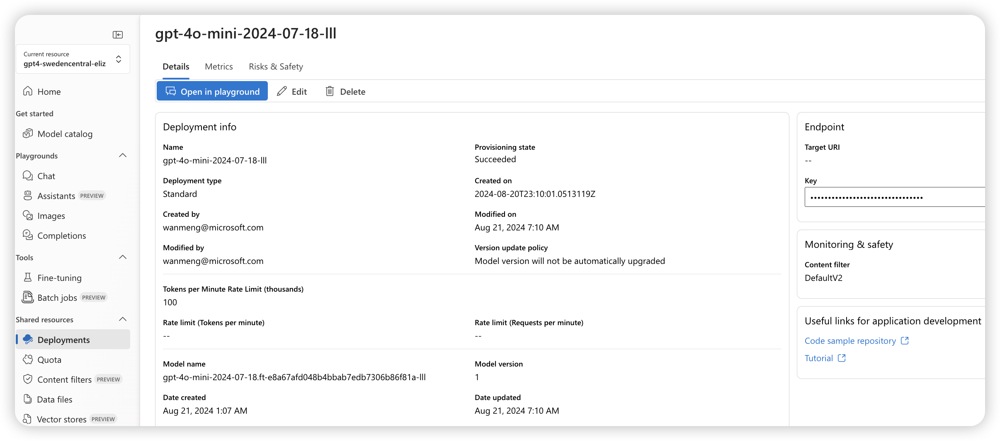 Current resource
gpt4-swedencentral-eliz
Home
Get started
Model catalog
Playgrounds
Chat
Assistants PREVIEW
Images
Completions
Tools
Fine-tuning
Batch jobs PREVIEW
Shared resources
Deployments
Quota
Content filters PREVIEW
Data files
Vector stores PREVIEW
gpt-4o-mini-2024-07-18-lll
Details Metrics Risks & Safety
Open in playground Edit Delete
Deployment info
Name
gpt-4o-mini-2024-07-18-lll
Provisioning state
Succeeded
Deployment type
Standard
Created on
2024-08-20T23:10:01.0513119Z
Created by
wanmeng@microsoft.com
Modified on
Aug 21, 2024 7:10 AM
Modified by
wanmeng@microsoft.com
Version update policy
Model version will not be automatically upgraded
Tokens per Minute Rate Limit (thousands)
100
Rate limit (Tokens per minute)
--
Rate limit (Requests per minute)
--
Model name
gpt-4o-mini-2024-07-18.ft-e8a67afd048b4bbab7edb7306b86f81a-lll
Model version
1
Date created
Aug 21, 2024 1:07 AM
Date updated
Aug 21, 2024 7:10 AM
Endpoint
Target URI
--
Key
••••••••••••••••••••••••••••••••
Monitoring & safety
Content filter
DefaultV2
Useful links for application development
Code sample repository
Tutorial